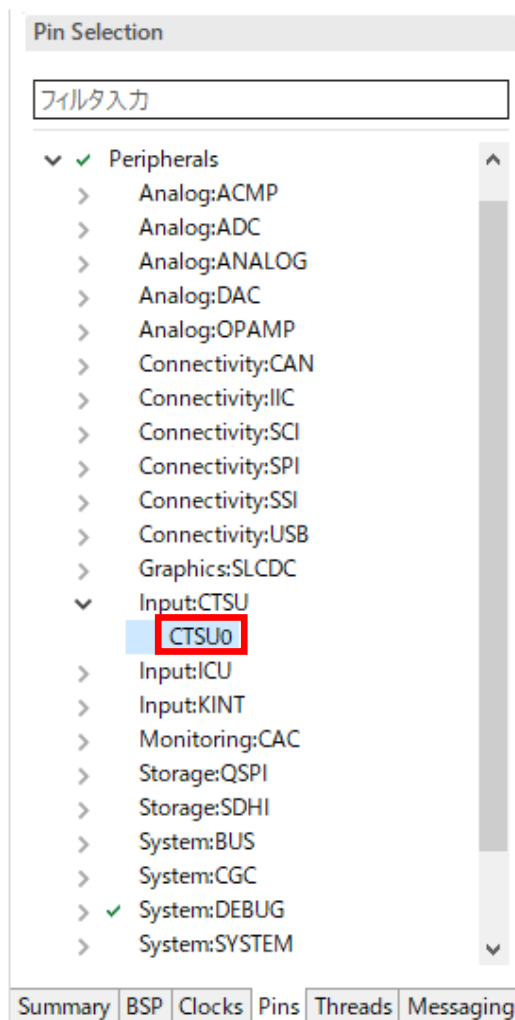 Pin Selection
フィルタ入力
Peripherals
Analog:ACMP
Analog:ADC
Analog:ANALOG
Analog:DAC
Analog:OPAMP
Connectivity:CAN
Connectivity:IIC
Connectivity:SCI
Connectivity:SPI
Connectivity:SSI
Connectivity:USB
Graphics:SLCDC
Input:CTSU
CTSU0
Input:ICU
Input:KINT
Monitoring:CAC
Storage:QSPI
Storage:SDHI
System:BUS
System:CGC
System:DEBUG
System:SYSTEM
Summary BSP Clocks Pins Threads Messaging